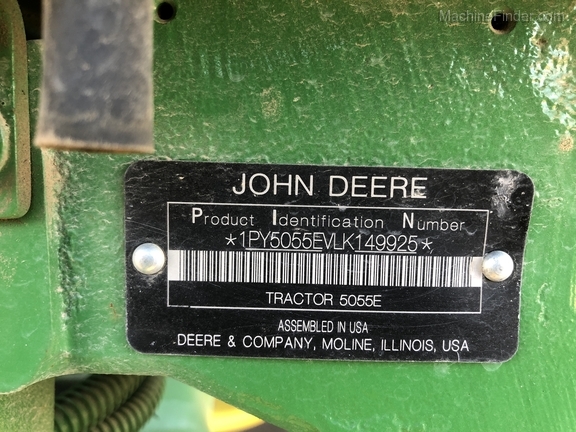 MachineFinder.com
JOHN DEERE
Product Identification Number
*1PY5055EVLK149925*
TRACTOR 5055E
ASSEMBLED IN USA
DEERE & COMPANY, MOLINE, ILLINOIS, USA